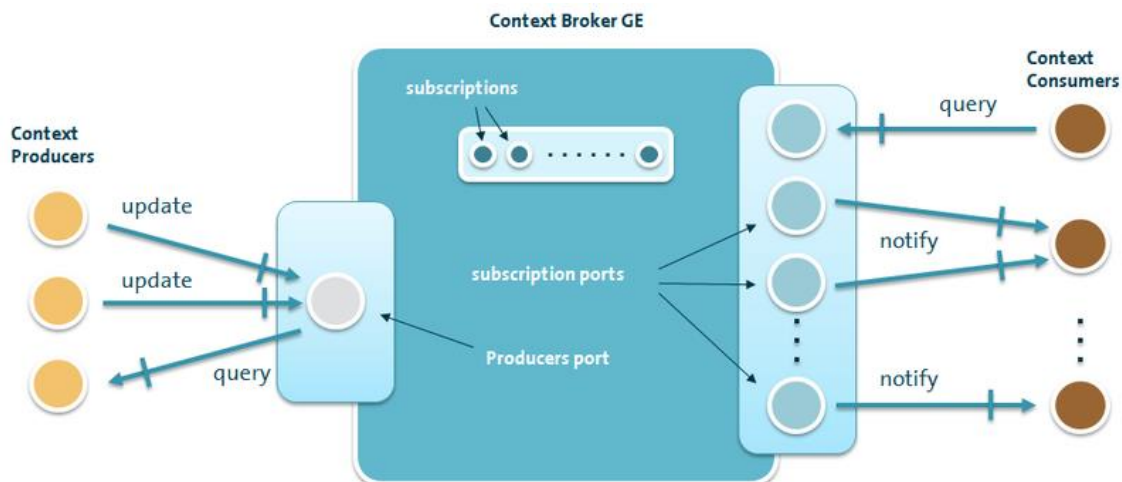 Context Broker GE
subscriptions
Context
Consumers
query
Context
Producers
update
update
query
Producers port
subscription ports
notify
notify